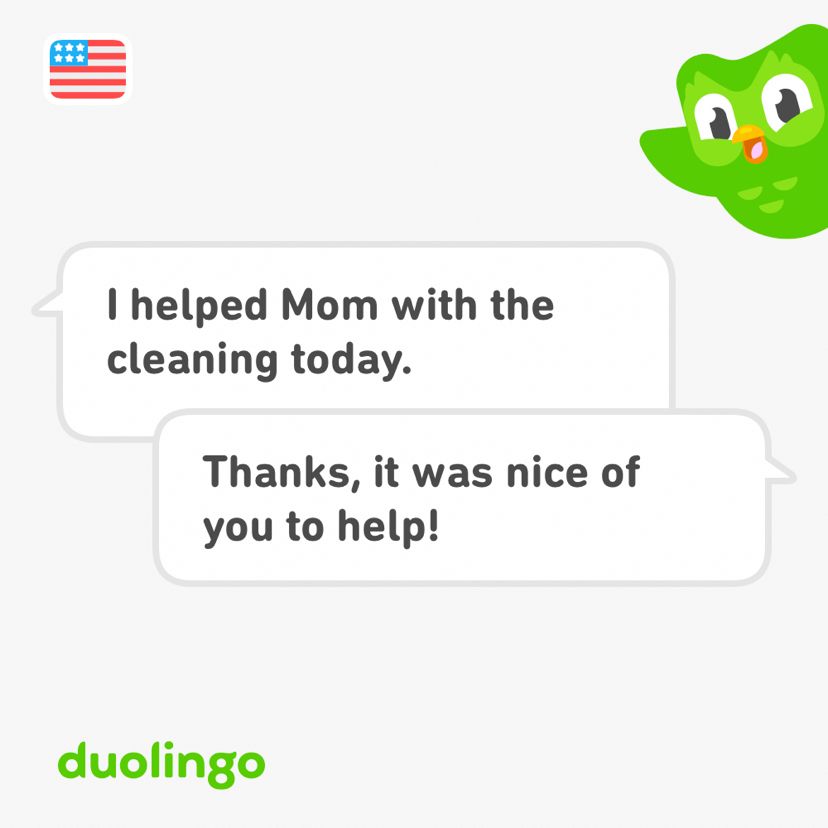 I helped Mom with the
cleaning today.
Thanks, it was nice of
you to help!
duolingo